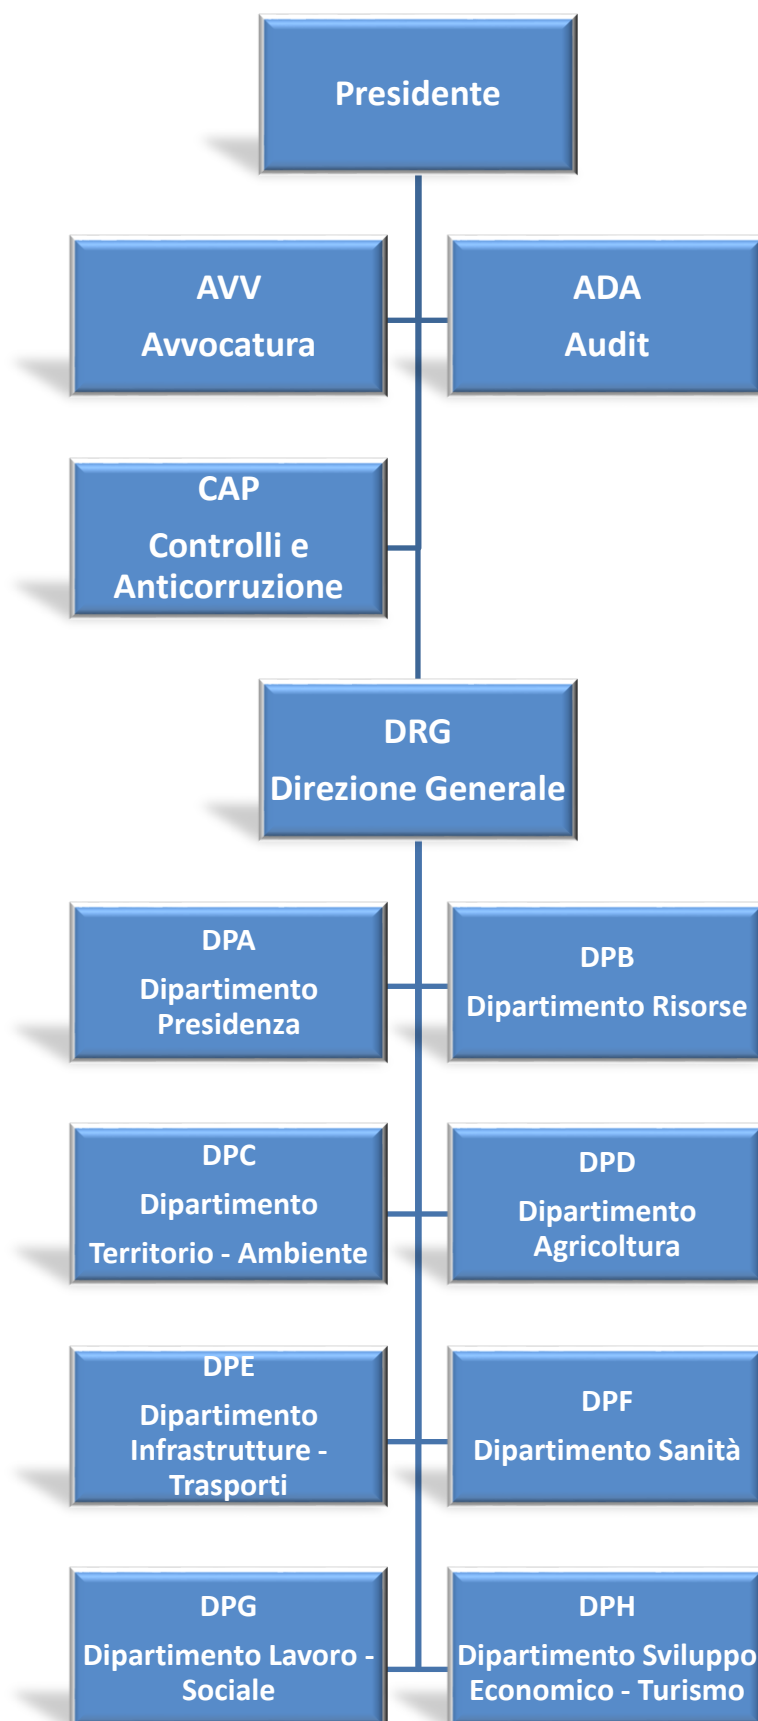 Presidente
AVV
Avvocatura
ADA
Audit
CAP
Controlli e
Anticorruzione
DRG
Direzione Generale
DPA
Dipartimento
Presidenza
DPB
Dipartimento Risorse
DPC
Dipartimento
Territorio - Ambiente
DPD
Dipartimento
Agricoltura
DPE
Dipartimento
Infrastrutture -
Trasporti
DPF
Dipartimento Sanità
DPG
Dipartimento Lavoro -
Sociale
DPH
Dipartimento Sviluppo
Economico - Turismo